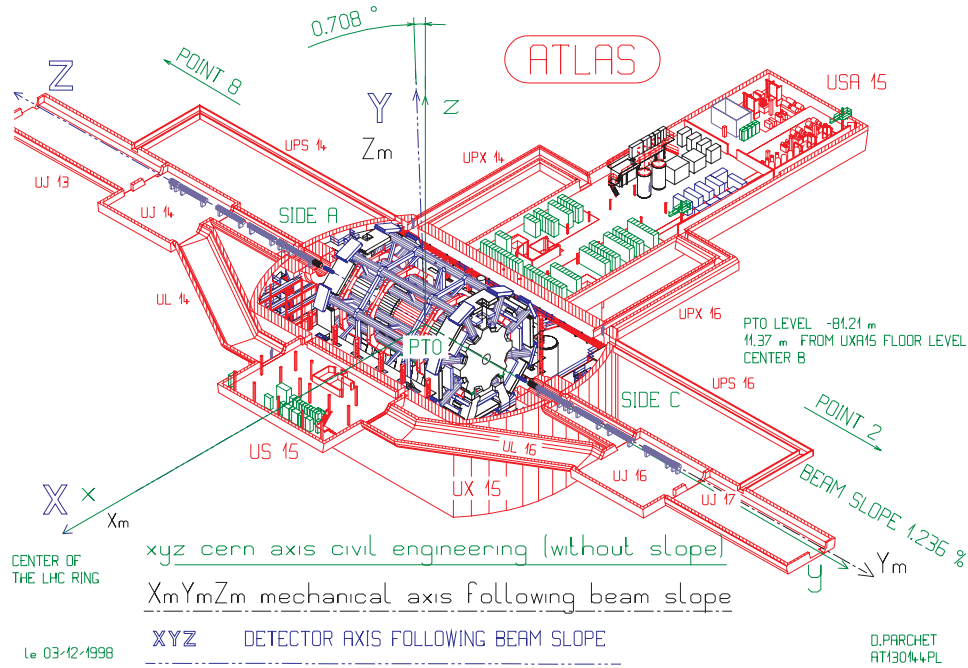 0.708 °
ATLAS
POINT 8
Z
Y
z
Zm
USA 15
UPS 14
UPX 14
UJ 13
UJ 14
SIDE A
UL 14
UPX 16
PTO LEVEL -81.21 m
11.37 m FROM UXA15 FLOOR LEVEL
CENTER B
PTO
UPS 16
SIDE C
POINT 2
US 15
UL 16
UX 15
UJ 16
UJ 17
BEAM SLOPE 1.236 %
X
x
Xm
y
Ym
CENTER OF
THE LHC RING
xyz cern axis civil engineering (without slope)
XmYmZm mechanical axis following beam slope
XYZ DETECTOR AXIS FOLLOWING BEAM SLOPE
le 03-12-1998
D.PARCHET
AT130144PL